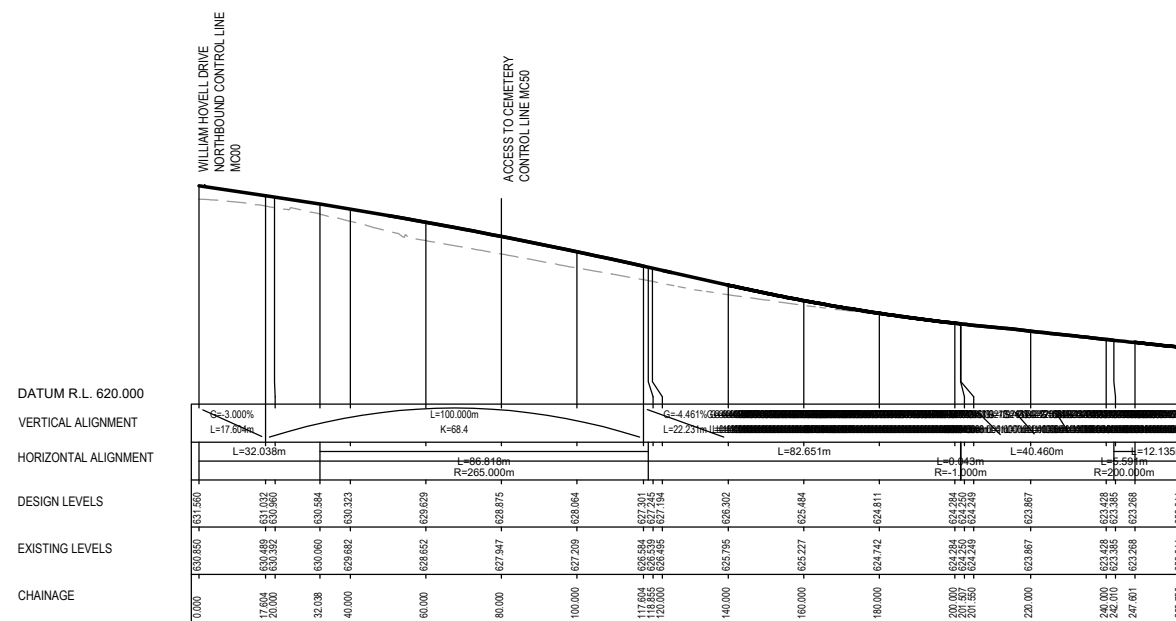 WILLIAM HOVELL DRIVE
NORTHBOUND CONTROL LINE
MC00
ACCESS TO CEMETERY
CONTROL LINE MC50
DATUM R.L. 620.000
VERTICAL ALIGNMENT
G=-3.000% L=100.000m G=-4.461%
L=17.604m K=68.4 L=22.231m
HORIZONTAL ALIGNMENT
L=32.038m L=82.651m L=40.460m L=12.135
L=86.818m L=0.043m L=5.591m
R=265.000m R=-1.000m R=200.000m
DESIGN LEVELS
631.560 631.032 630.960 630.584 630.323 629.629 628.875 628.064 627.301 627.245 627.194 626.302 625.484 624.811 624.284 624.250 624.249 623.867 623.428 623.385 623.268
EXISTING LEVELS
630.850 630.489 630.392 630.060 629.682 628.652 627.947 627.209 626.584 626.539 626.495 625.795 625.227 624.742 624.284 624.250 624.249 623.867 623.428 623.385 623.268
CHAINAGE
0.000 17.604 20.000 32.038 40.000 60.000 80.000 100.000 117.604 118.855 120.000 140.000 160.000 180.000 200.000 201.507 201.550 220.000 240.000 242.010 247.601